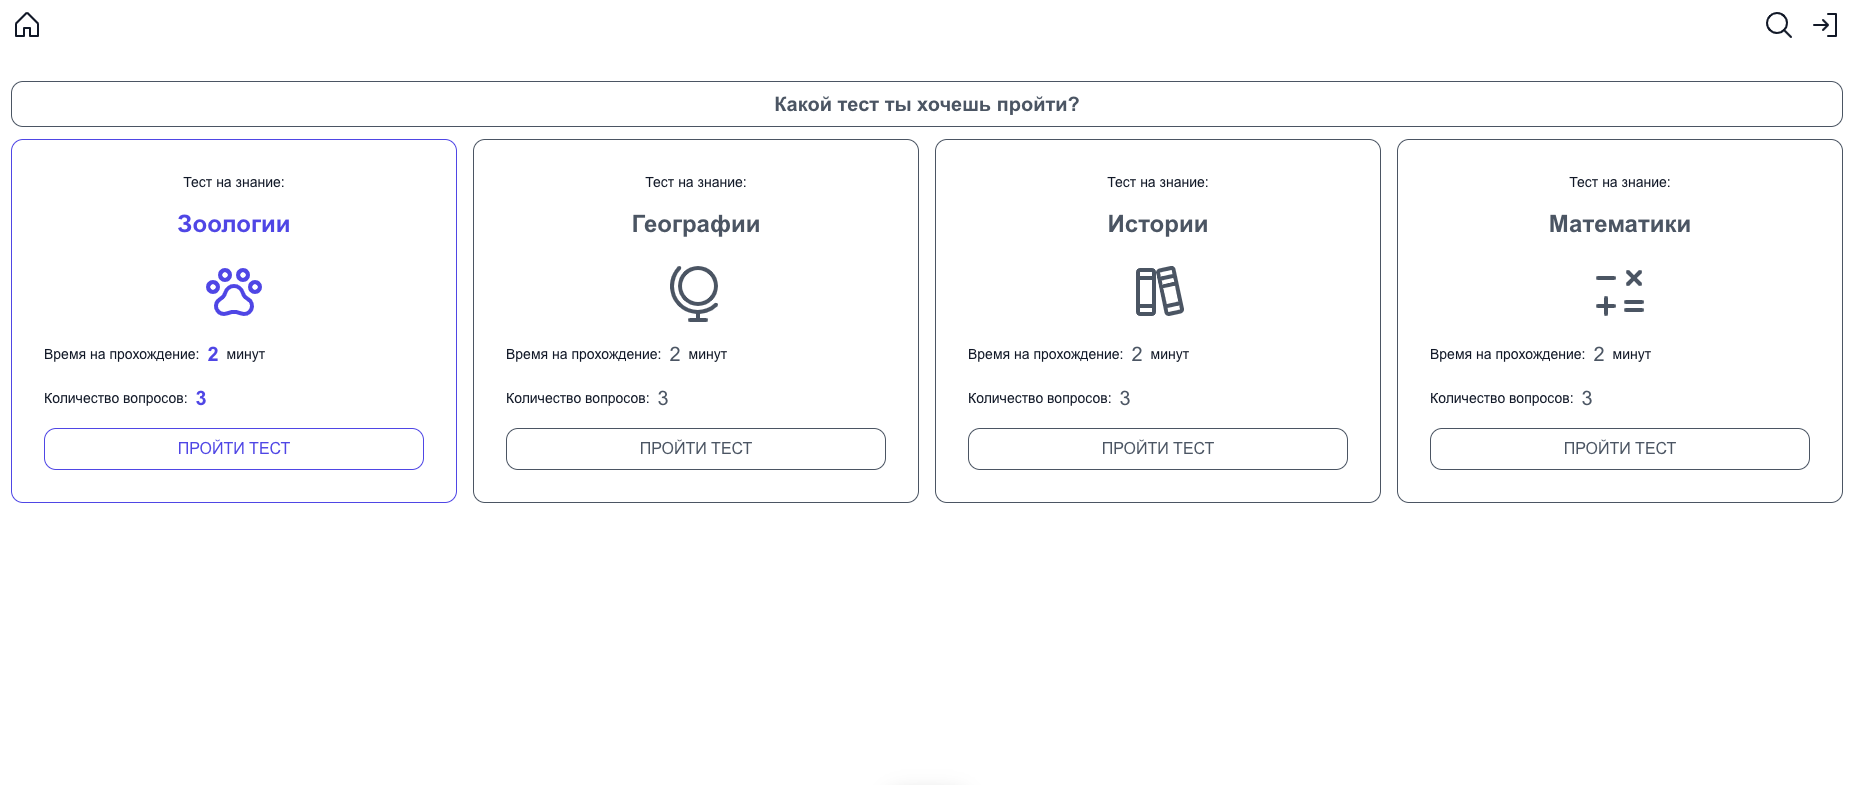 Какой тест ты хочешь пройти?
Тест на знание:
Зоологии
Время на прохождение: 2 минут
Количество вопросов: 3
ПРОЙТИ ТЕСТ
Тест на знание:
Географии
Время на прохождение: 2 минут
Количество вопросов: 3
ПРОЙТИ ТЕСТ
Тест на знание:
Истории
Время на прохождение: 2 минут
Количество вопросов: 3
ПРОЙТИ ТЕСТ
Тест на знание:
Математики
Время на прохождение: 2 минут
Количество вопросов: 3
ПРОЙТИ ТЕСТ